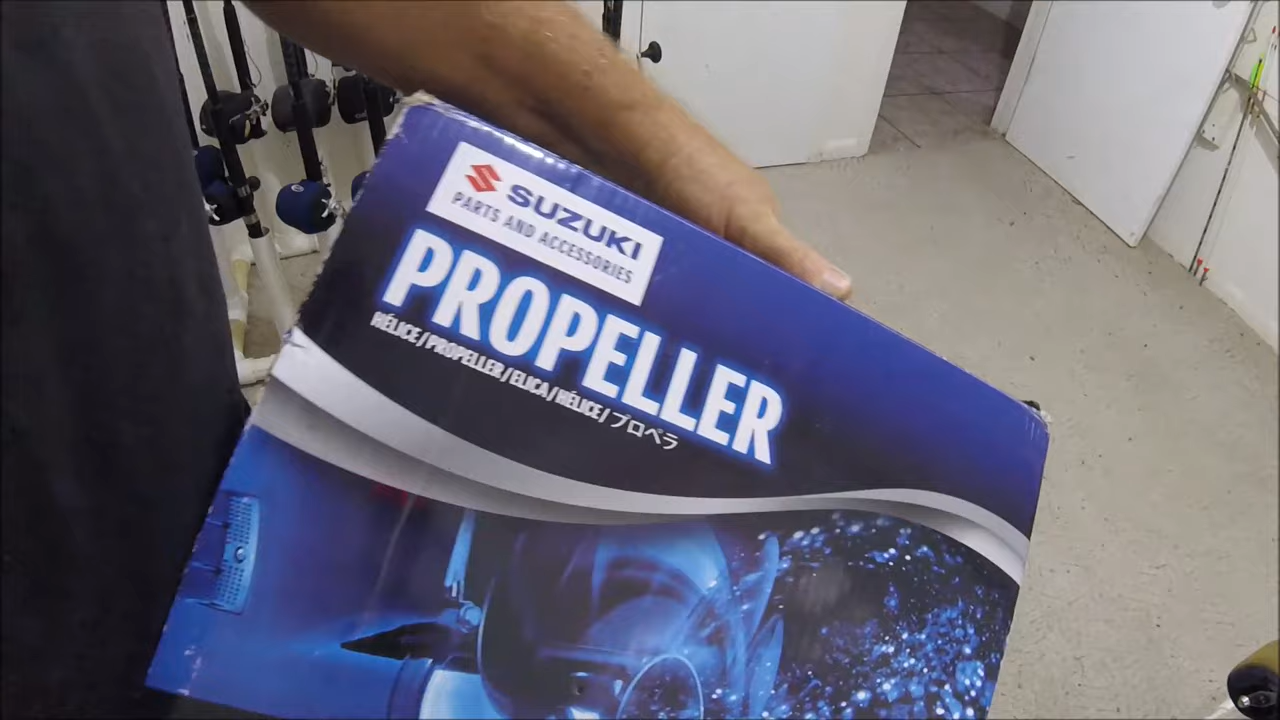 SUZUKI
PARTS AND ACCESSORIES
PROPELLER
HÉLICE / PROPELLER / ELICA / HÉLICE / プロペラ